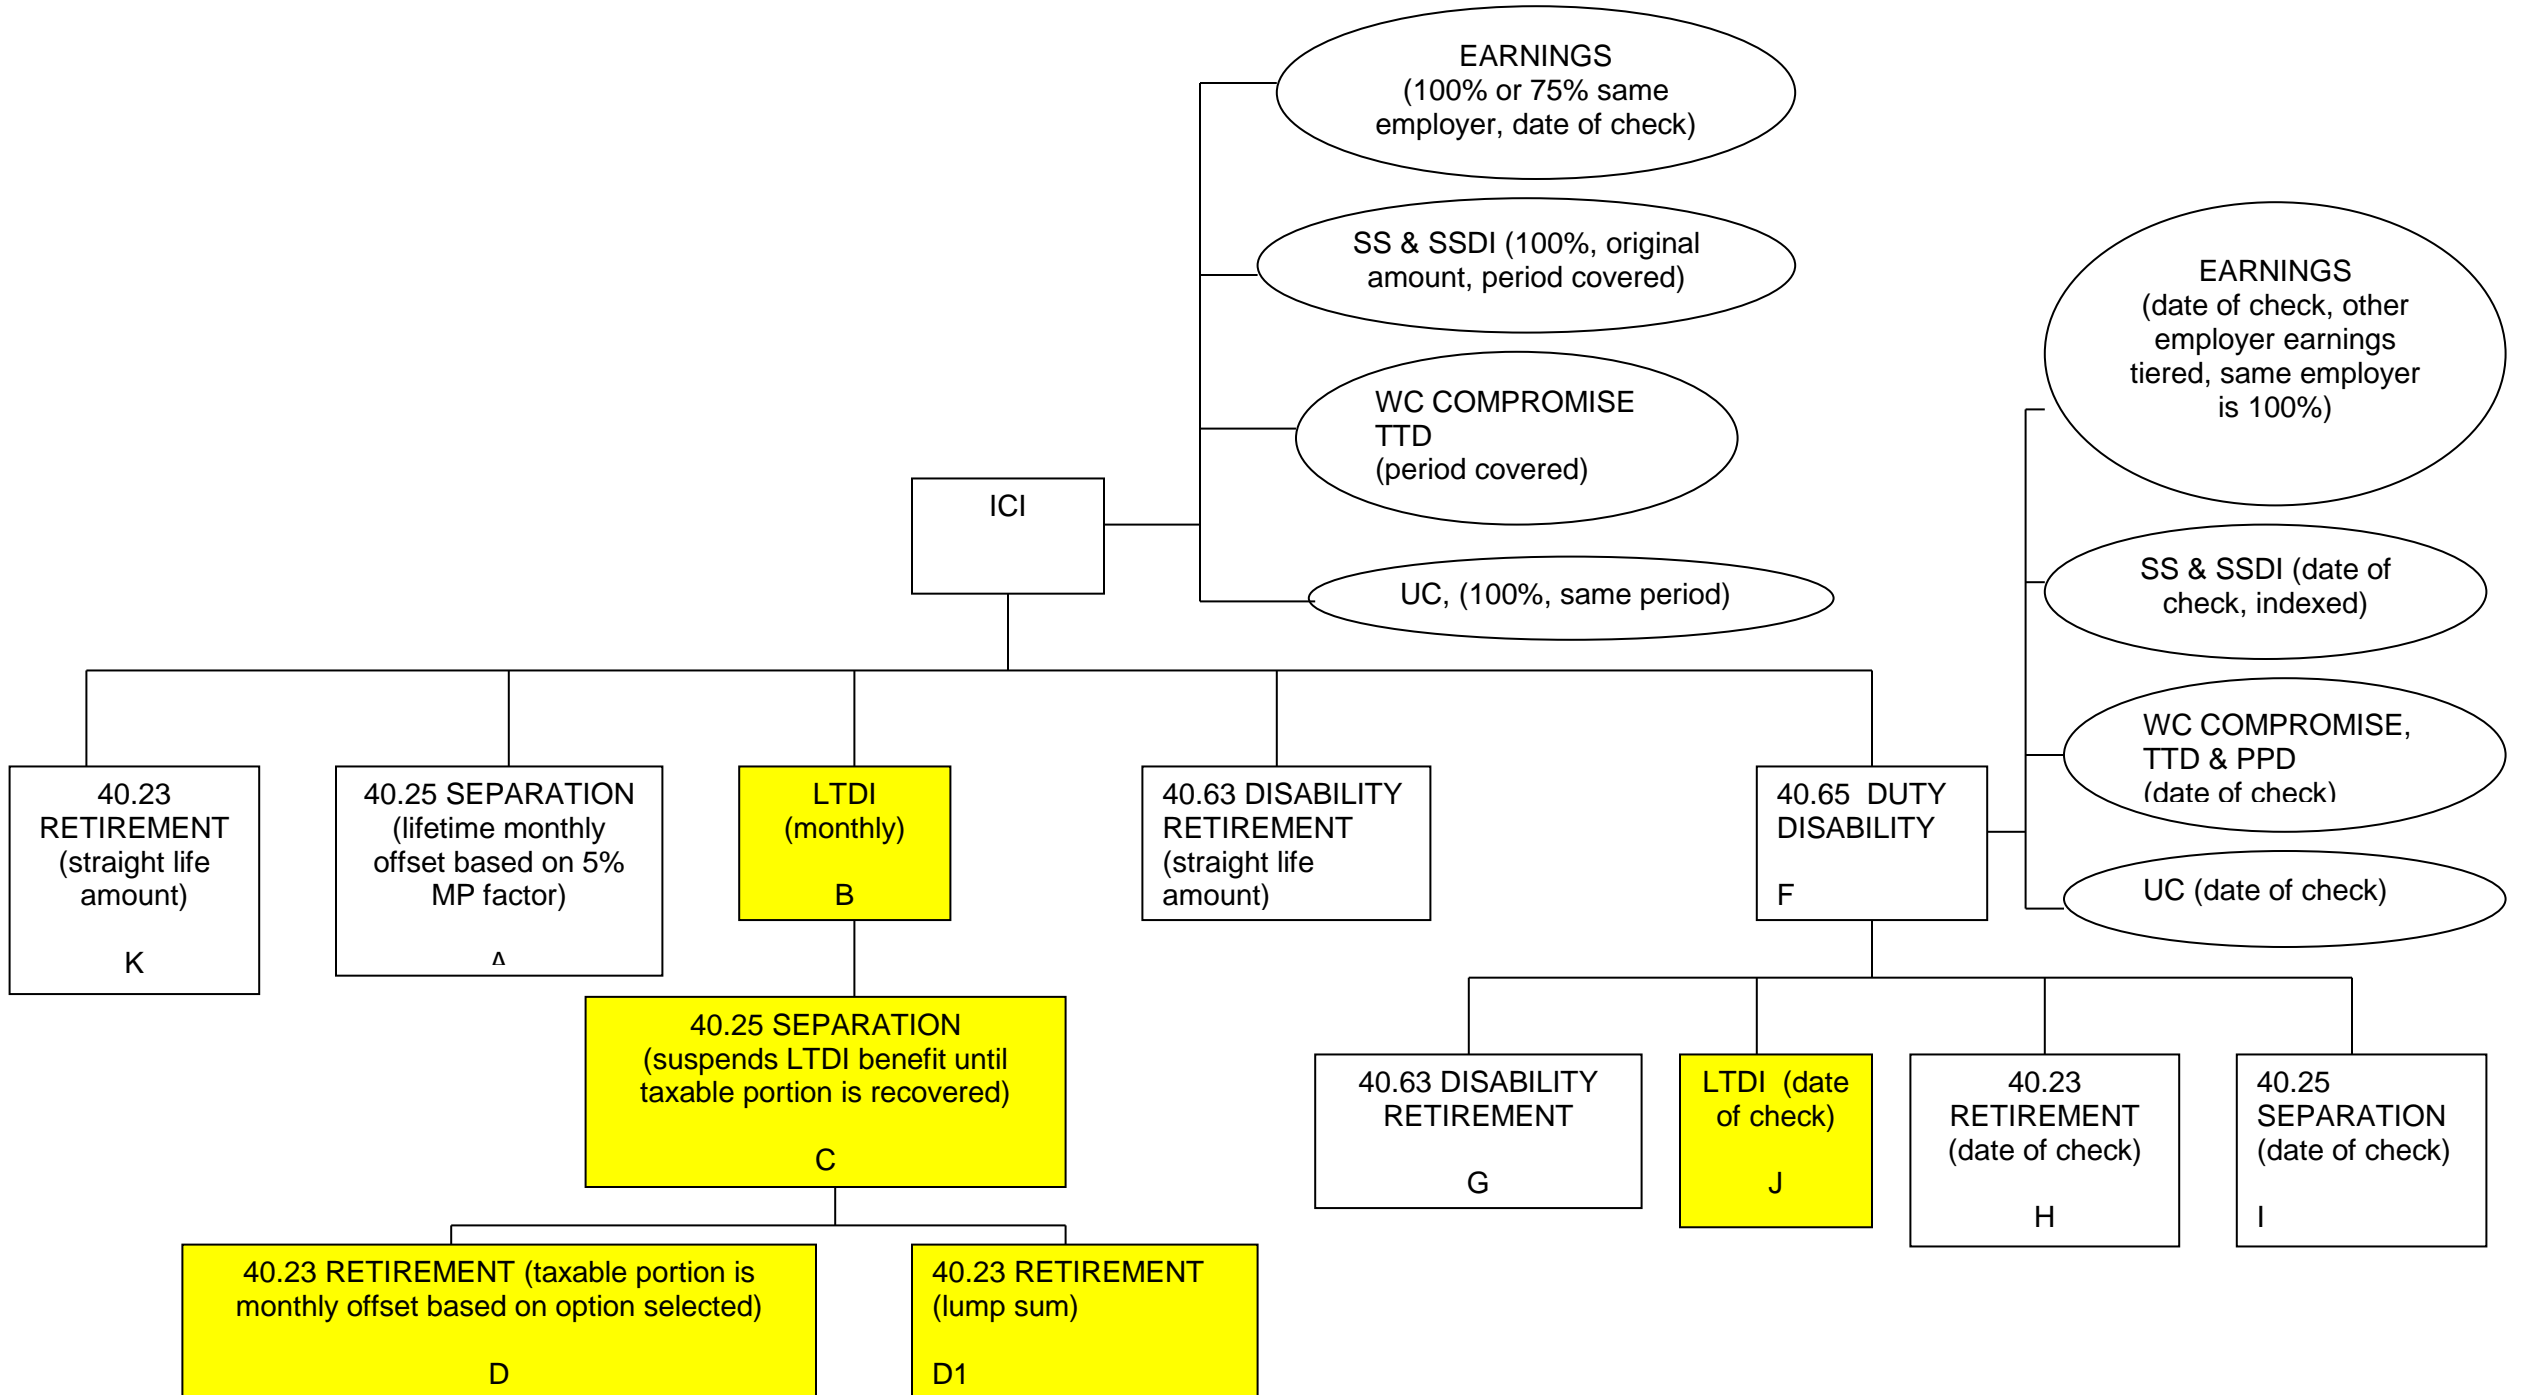 EARNINGS
(100% or 75% same
employer, date of check)
SS & SSDI (100%, original
amount, period covered)
WC COMPROMISE
TTD
(period covered)
UC, (100%, same period)
ICI
EARNINGS
(date of check, other
employer earnings
tiered, same employer
is 100%)
SS & SSDI (date of
check, indexed)
WC COMPROMISE,
TTD & PPD
(date of check)
UC (date of check)
40.23
RETIREMENT
(straight life
amount)
K
40.25 SEPARATION
(lifetime monthly
offset based on 5%
MP factor)
A
LTDI
(monthly)
B
40.63 DISABILITY
RETIREMENT
(straight life
amount)
40.65 DUTY
DISABILITY
F
40.25 SEPARATION
(suspends LTDI benefit until
taxable portion is recovered)
C
40.23 RETIREMENT (taxable portion is
monthly offset based on option selected)
D
40.23 RETIREMENT
(lump sum)
D1
40.63 DISABILITY
RETIREMENT
G
LTDI (date
of check)
J
40.23
RETIREMENT
(date of check)
H
40.25
SEPARATION
(date of check)
I